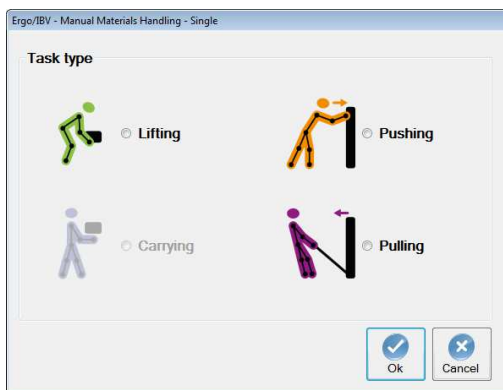 Ergo/IBV - Manual Materials Handling - Single
Task type
Lifting
Pushing
Carrying
Pulling
Ok
Cancel